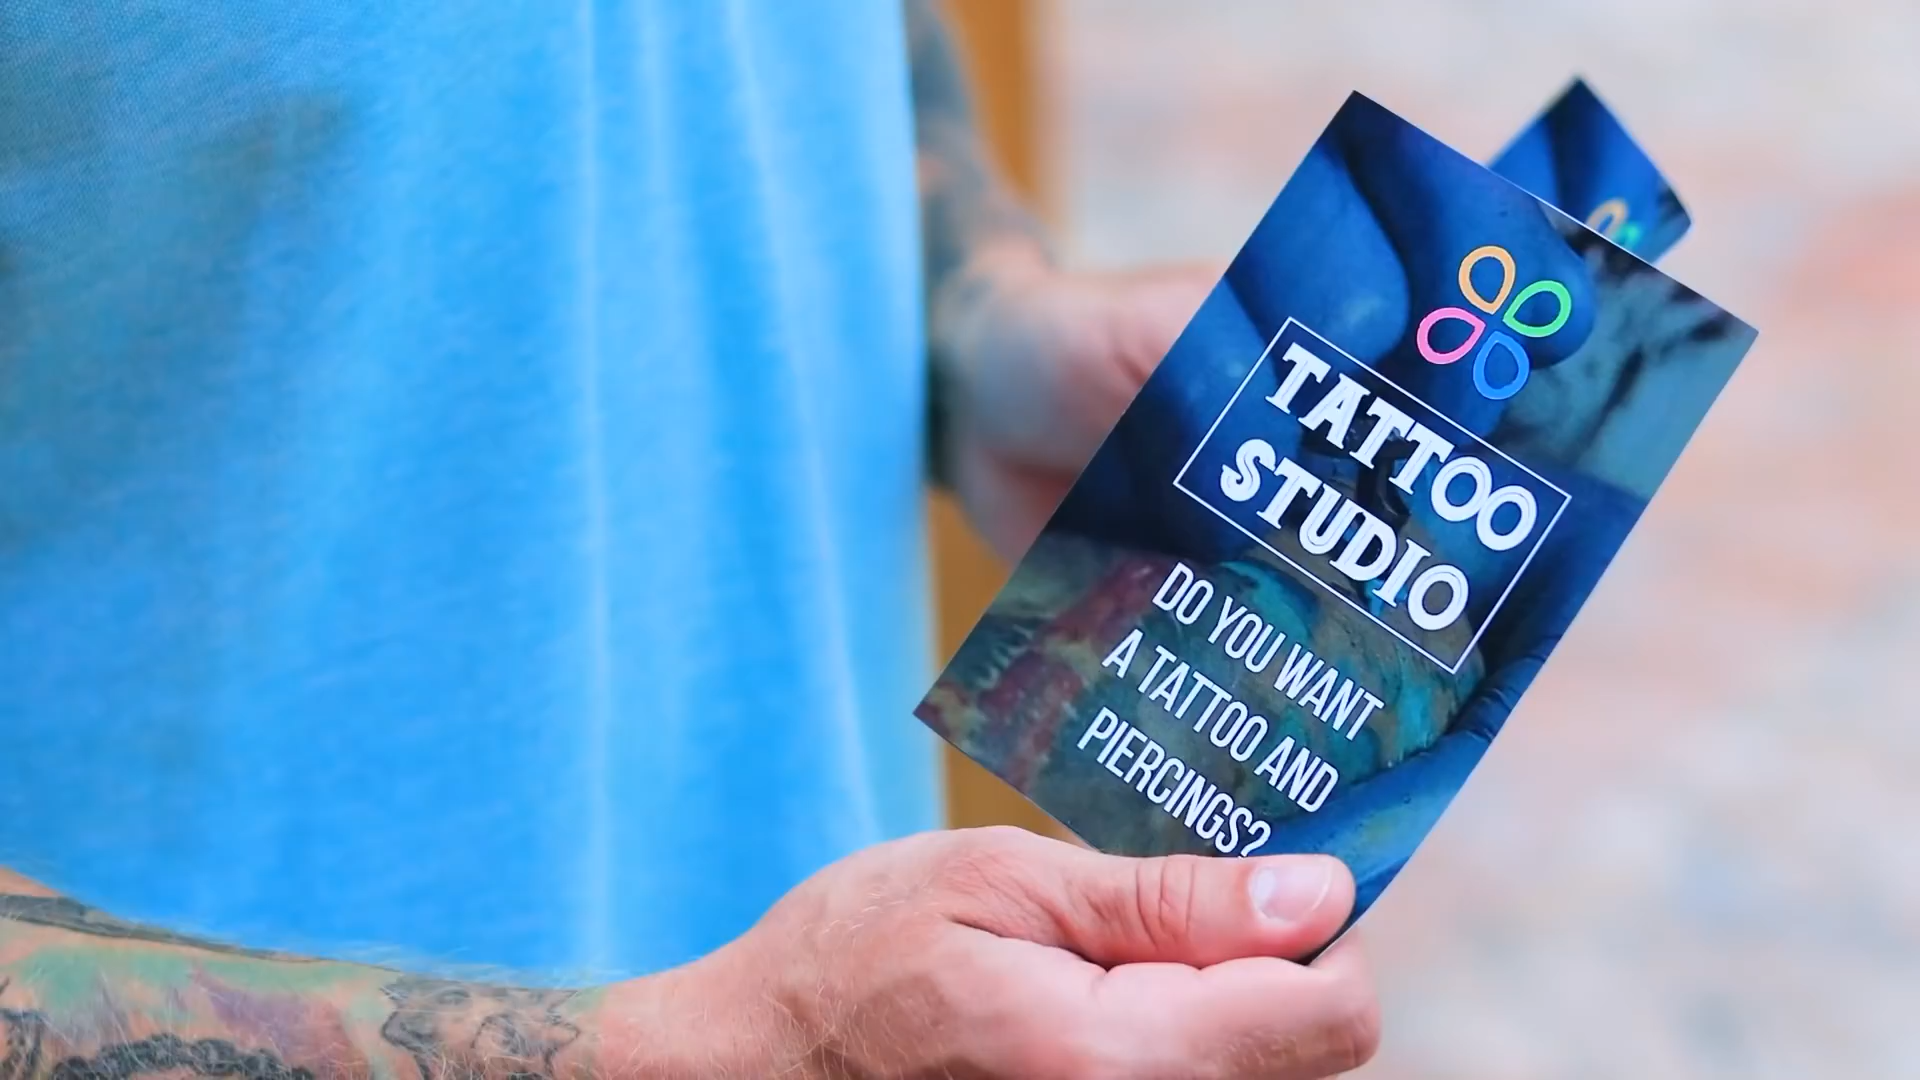 TATTOO
STUDIO
DO YOU WANT
A TATTOO AND
PIERCINGS?